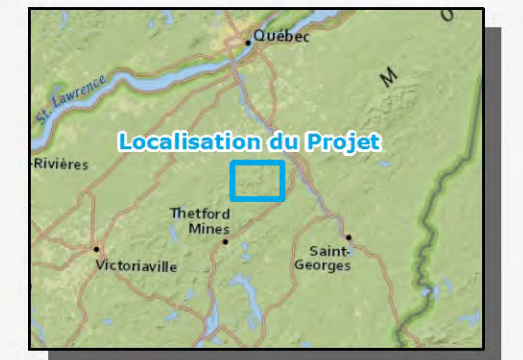 O
Québec
M
St. Lawrence
Localisation du Projet
-Rivières
Thetford
Mines
Saint-
Georges
Victoriaville